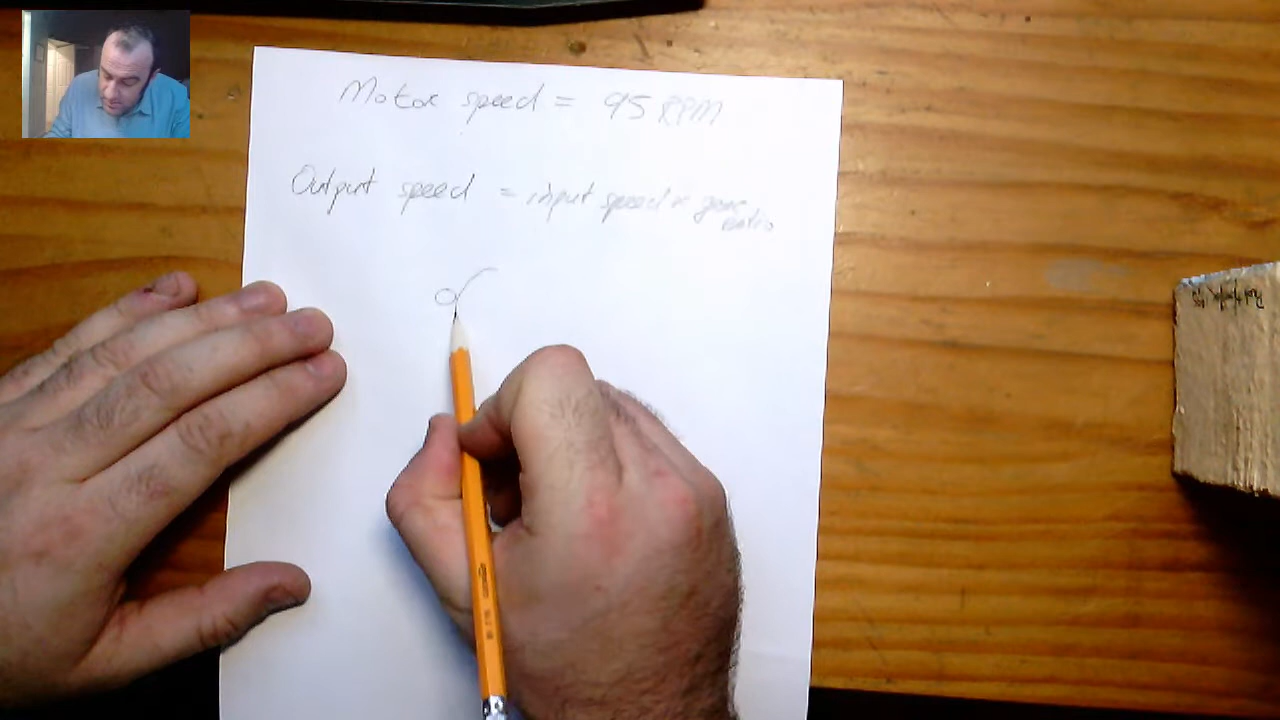 Motor speed = 95 RPM
Output speed = input speed x gear
ratio